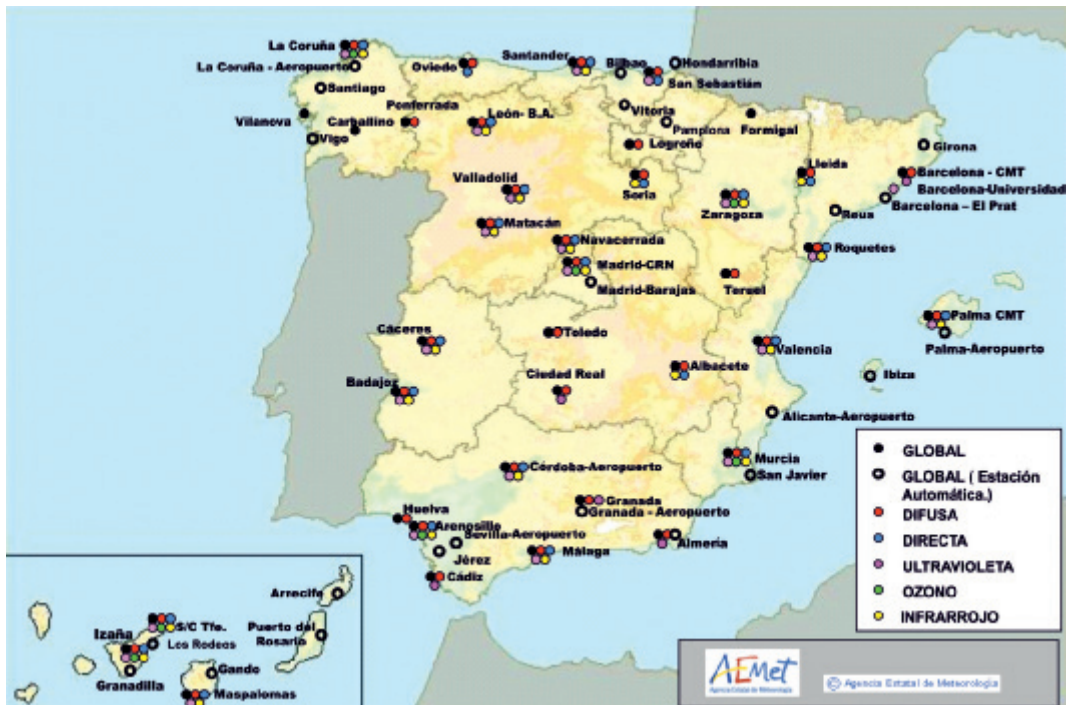 La Coruña
La Coruña - Aeropuerto
Santiago
Vilanova
Carballino
Vigo
Oviedo
Ponferrada
León- B.A.
Santander
Bilbao
Hondarribia
San Sebastián
Vitoria
Pamplona
Logroño
Formigal
Girona
Lleida
Barcelona - CMT
Barcelona-Universidad
Barcelona – El Prat
Reus
Roquetes
Valladolid
Soria
Zaragoza
Matacán
Navacerrada
Madrid-CRN
Madrid-Barajas
Teruel
Palma CMT
Palma-Aeropuerto
Ibiza
Cáceres
Toledo
Valencia
Albacete
Badajoz
Ciudad Real
Alicante-Aeropuerto
Murcia
San Javier
Córdoba-Aeropuerto
Granada
Granada - Aeropuerto
Huelva
Arenosillo
Sevilla-Aeropuerto
Jérez
Málaga
Almería
Cádiz
Arrecife
S/C Tfe.
Izaña
Los Rodeos
Puerto del
Rosario
Granadilla
Gando
Maspalomas
GLOBAL
GLOBAL ( Estación
Automática.)
DIFUSA
DIRECTA
ULTRAVIOLETA
OZONO
INFRARROJO
AEMet
Agencia Estatal de Meteorología
© Agencia Estatal de Meteorología